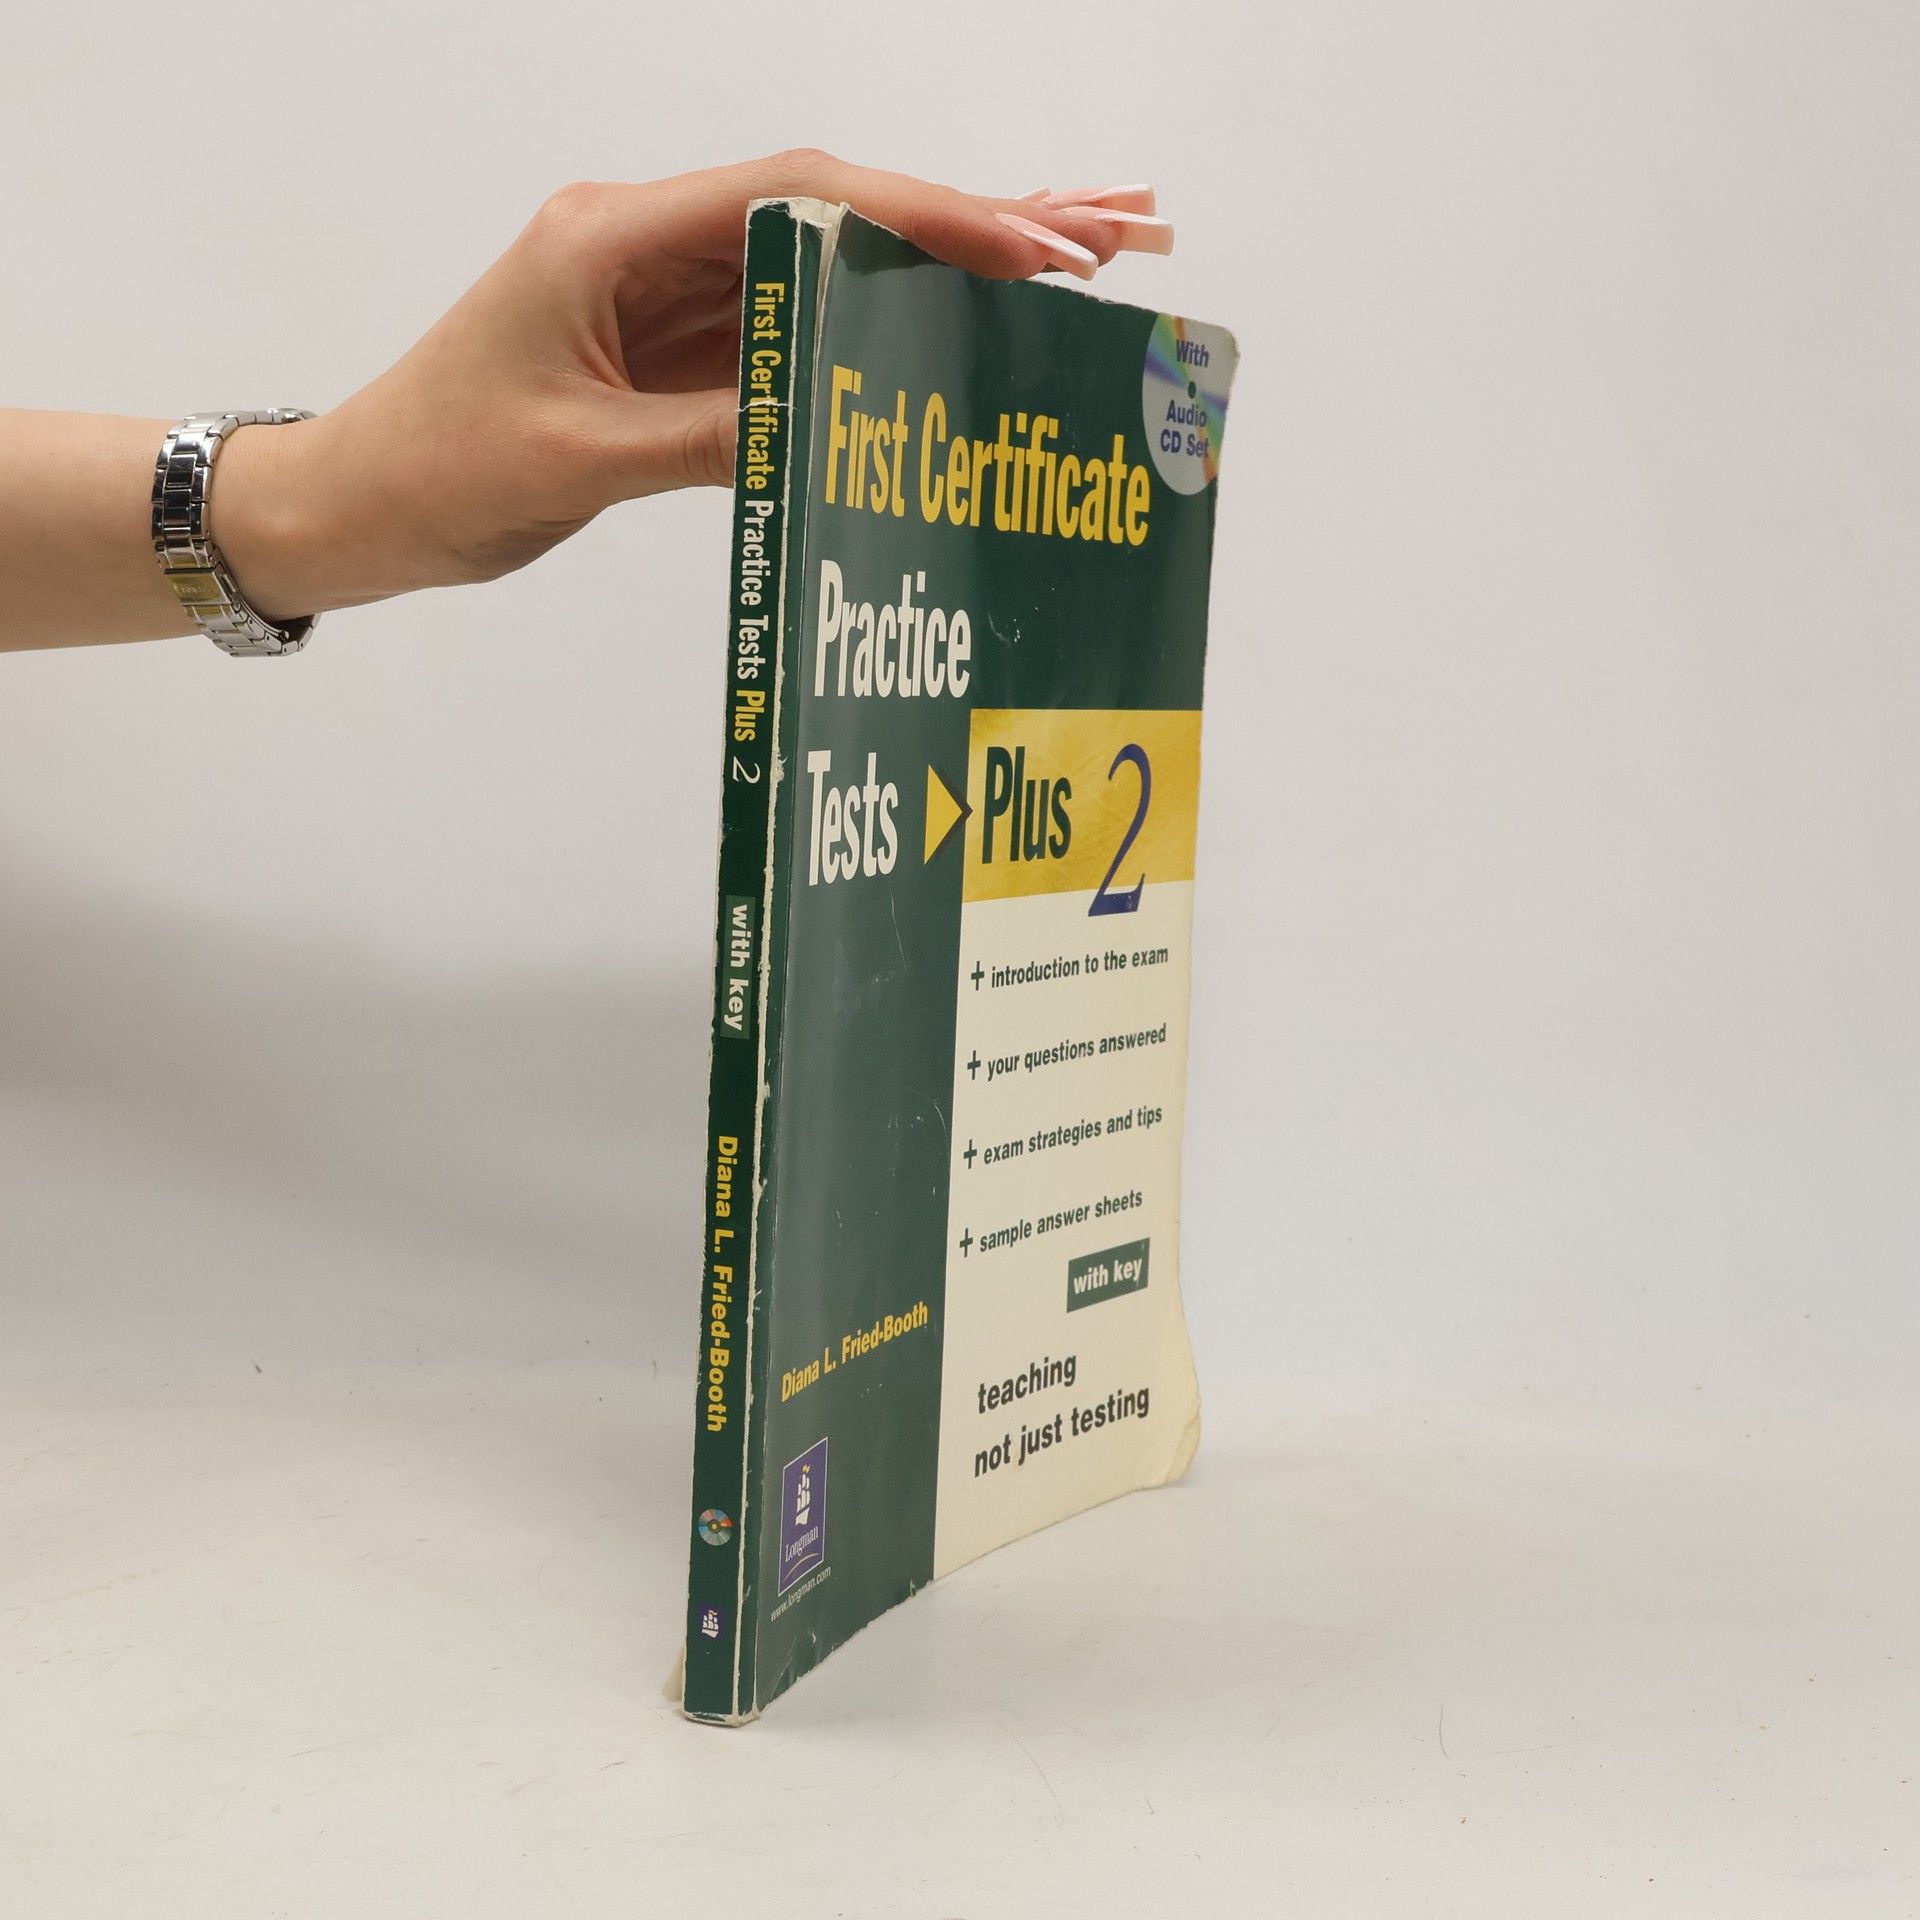 First Certificate Practice Tests Plus 2
with key
Diana L. Fried-Booth
With
Audio
CD Set
First Certificate
Practice
Tests
Plus 2
+ introduction to the exam
+ your questions answered
+ exam strategies and tips
+ sample answer sheets
with key
Diana L. Fried-Booth
teaching
not just testing
Longman
www.longman.com